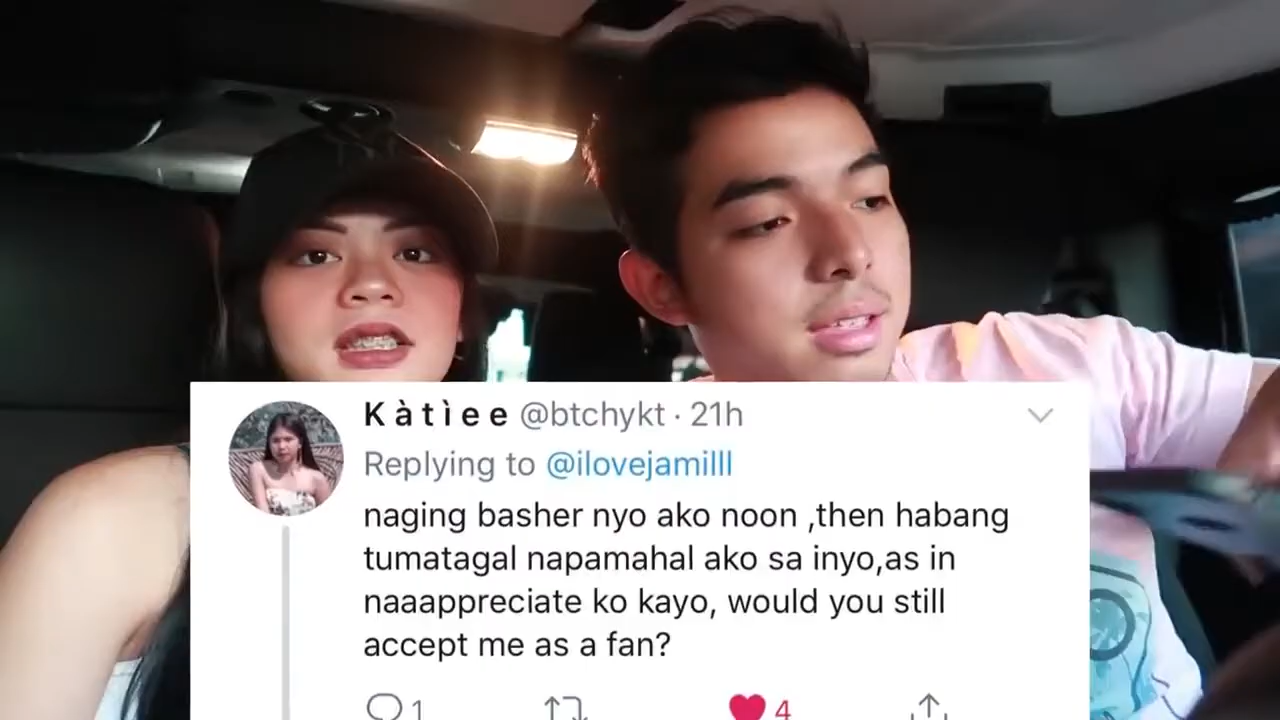 K à t ì e e @btchykt · 21h
Replying to @ilovejamilll
naging basher nyo ako noon ,then habang
tumatagal napamahal ako sa inyo,as in
naaappreciate ko kayo, would you still
accept me as a fan?
1 4